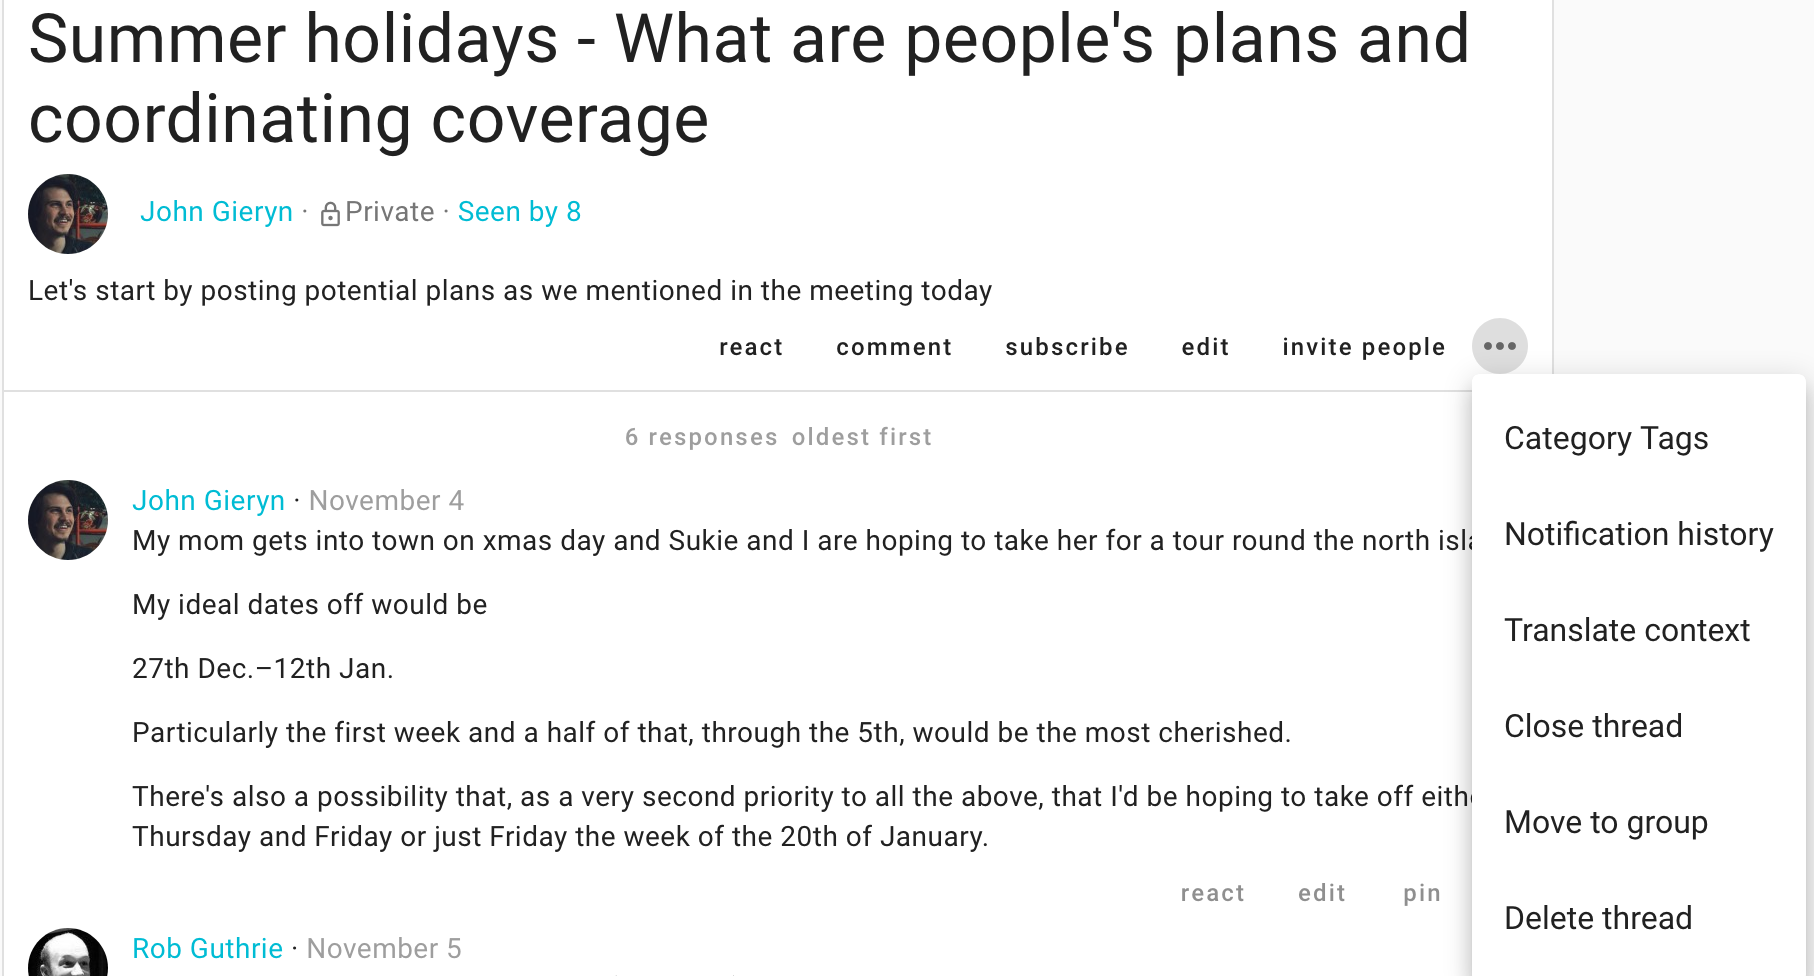 Summer holidays - What are people's plans and
coordinating coverage
John Gieryn · Private · Seen by 8
Let's start by posting potential plans as we mentioned in the meeting today
react comment subscribe edit invite people
6 responses oldest first
John Gieryn · November 4
My mom gets into town on xmas day and Sukie and I are hoping to take her for a tour round the north
My ideal dates off would be
27th Dec.–12th Jan.
Particularly the first week and a half of that, through the 5th, would be the most cherished.
There's also a possibility that, as a very second priority to all the above, that I'd be hoping to take off
Thursday and Friday or just Friday the week of the 20th of January.
react edit pin
Rob Guthrie · November 5
Category Tags
Notification history
Translate context
Close thread
Move to group
Delete thread